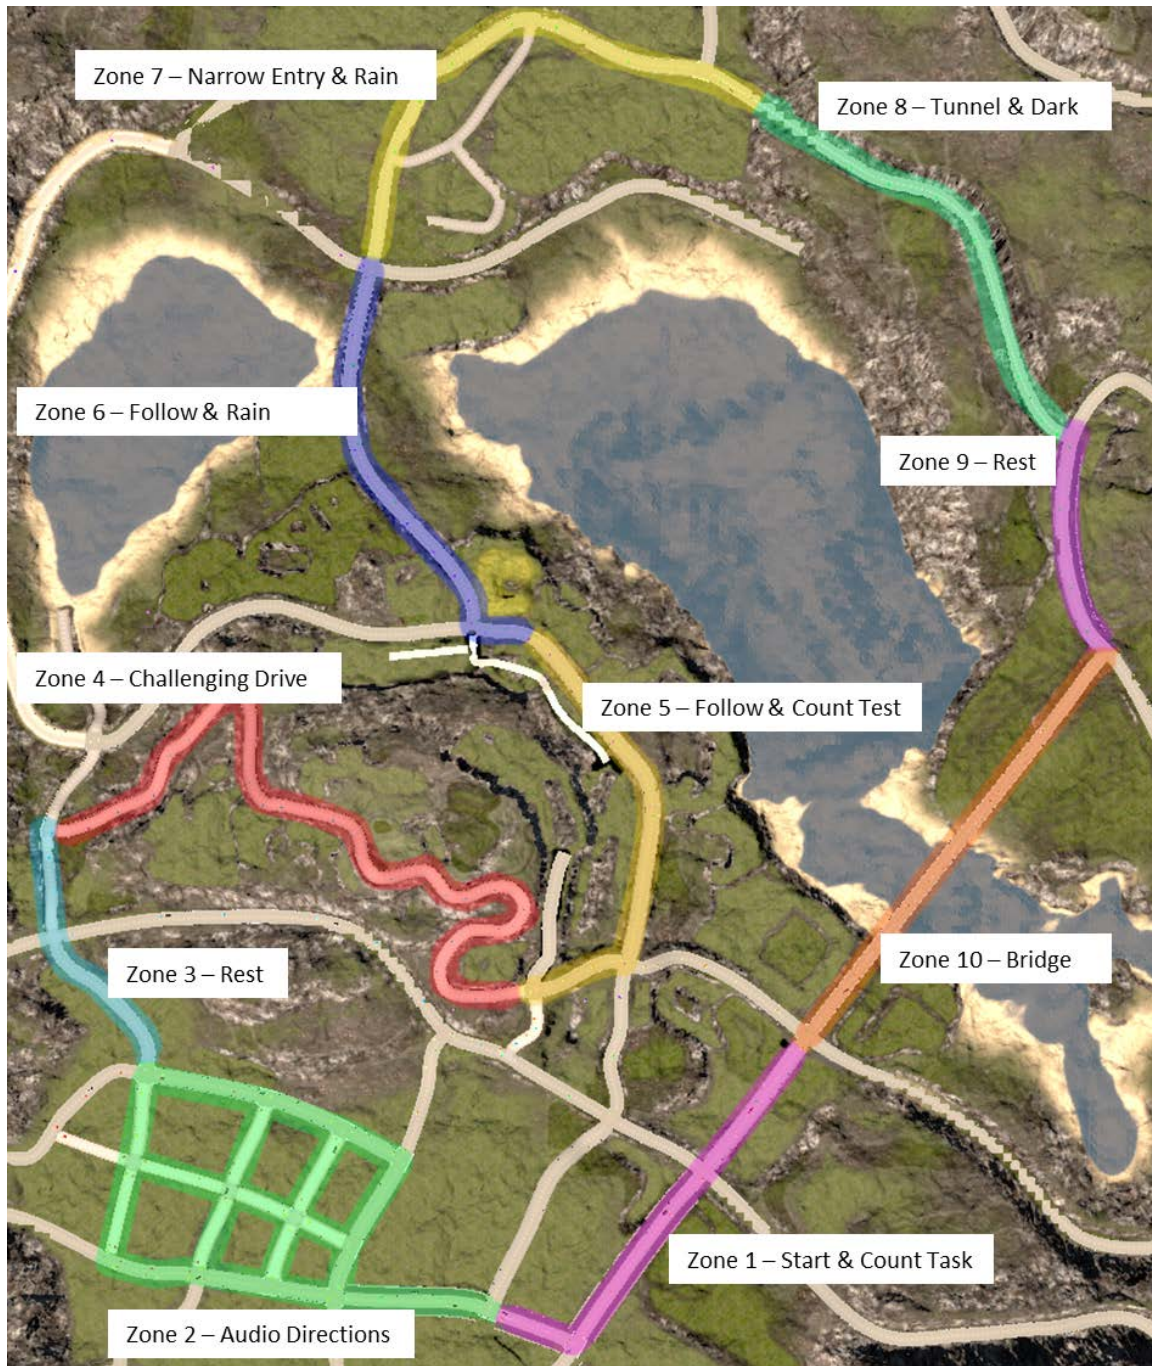 Zone 7 – Narrow Entry & Rain
Zone 8 – Tunnel & Dark
Zone 6 – Follow & Rain
Zone 9 – Rest
Zone 4 – Challenging Drive
Zone 5 – Follow & Count Test
Zone 3 – Rest
Zone 10 – Bridge
Zone 1 – Start & Count Task
Zone 2 – Audio Directions